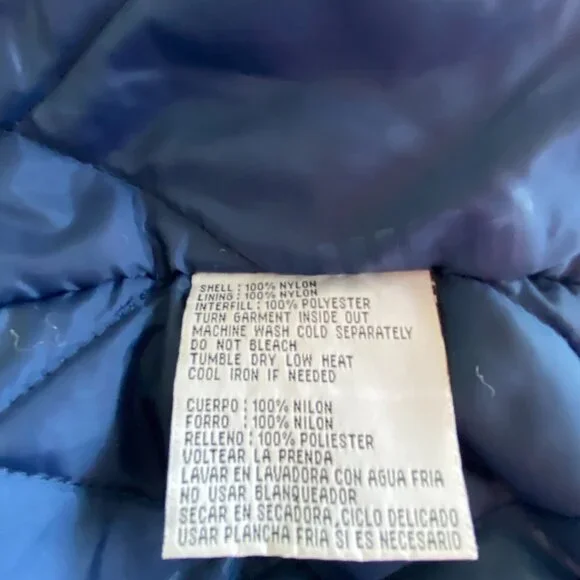 SHELL : 100% NYLON
LINING : 100% NYLON
INTERFILL : 100% POLYESTER
TURN GARMENT INSIDE OUT
MACHINE WASH COLD SEPARATELY
DO NOT BLEACH
TUMBLE DRY LOW HEAT
COOL IRON IF NEEDED
CUERPO : 100% NILON
FORRO : 100% NILON
RELLENO : 100% POLIESTER
VOLTEAR LA PRENDA
LAVAR EN LAVADORA CON AGUA FRIA
NO USAR BLANQUEADOR
SECAR EN SECADORA, CICLO DELICADO
USAR PLANCHA FRIA SI ES NECESARIO